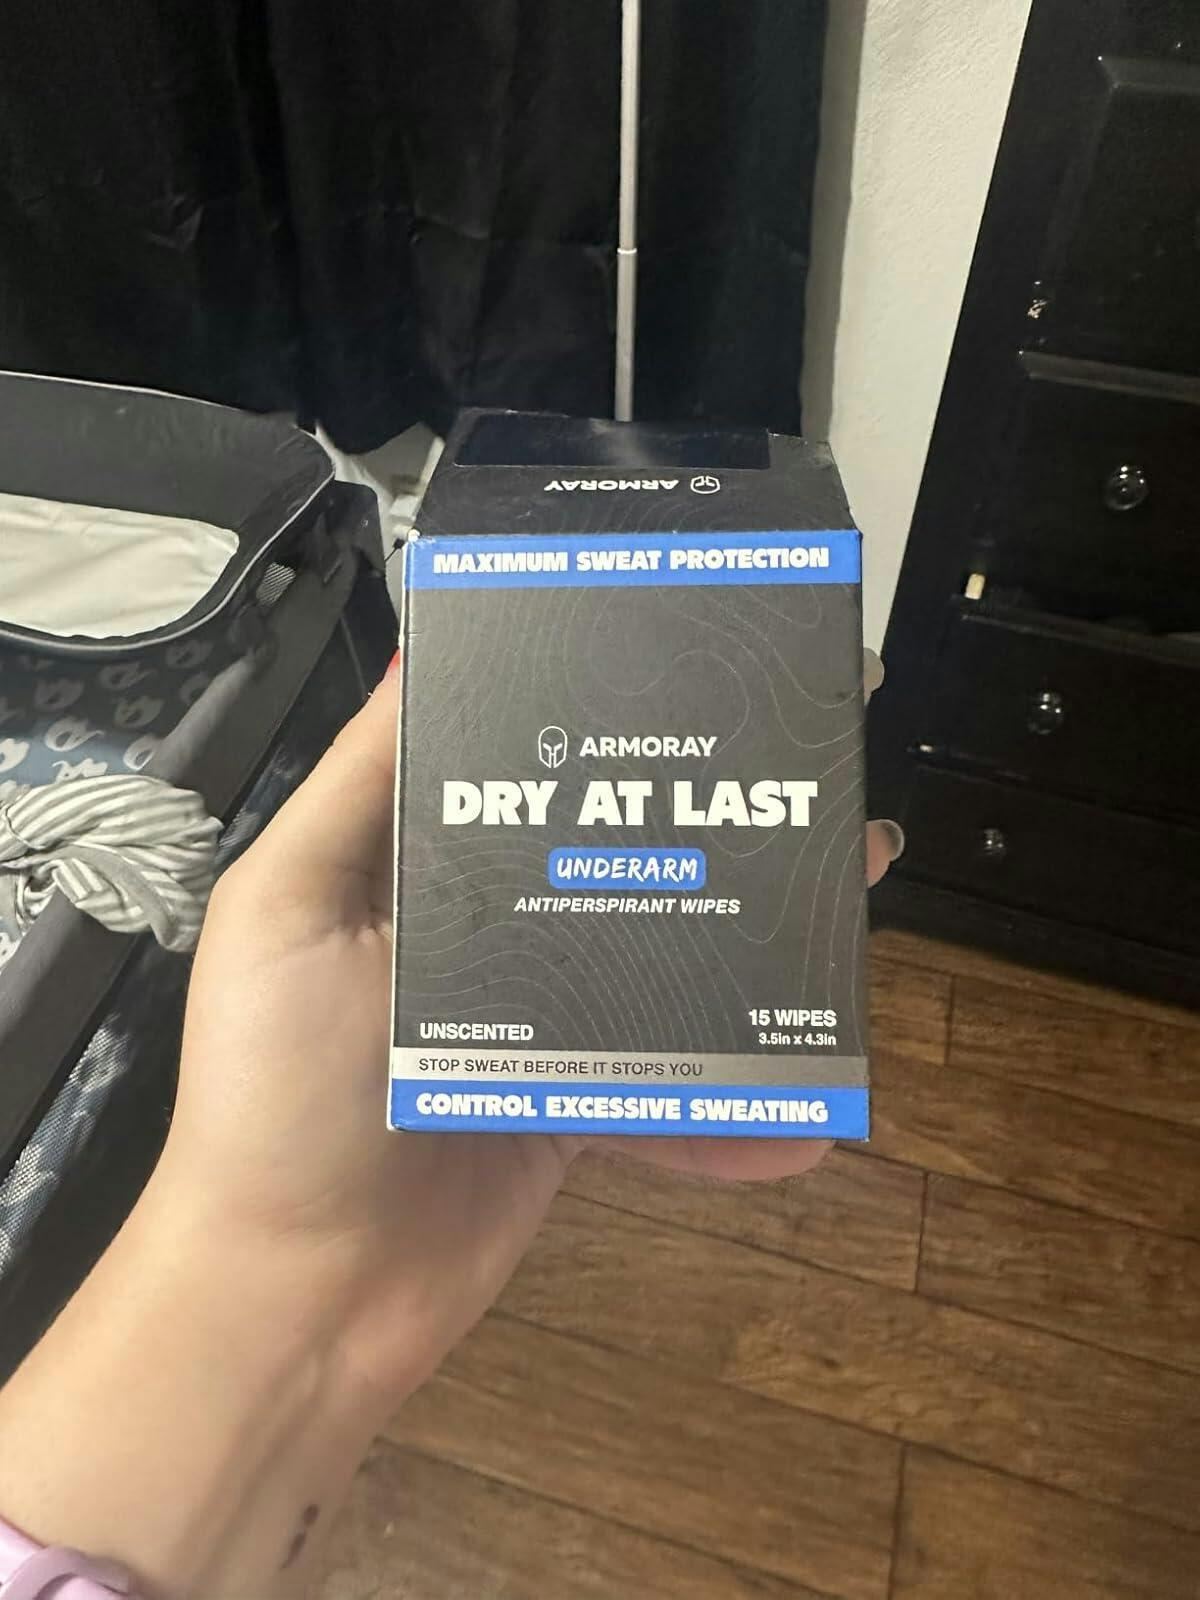 ARMORAY
MAXIMUM SWEAT PROTECTION
ARMORAY
DRY AT LAST
UNDERARM
ANTIPERSPIRANT WIPES
UNSCENTED
15 WIPES
3.5in x 4.3in
STOP SWEAT BEFORE IT STOPS YOU
CONTROL EXCESSIVE SWEATING